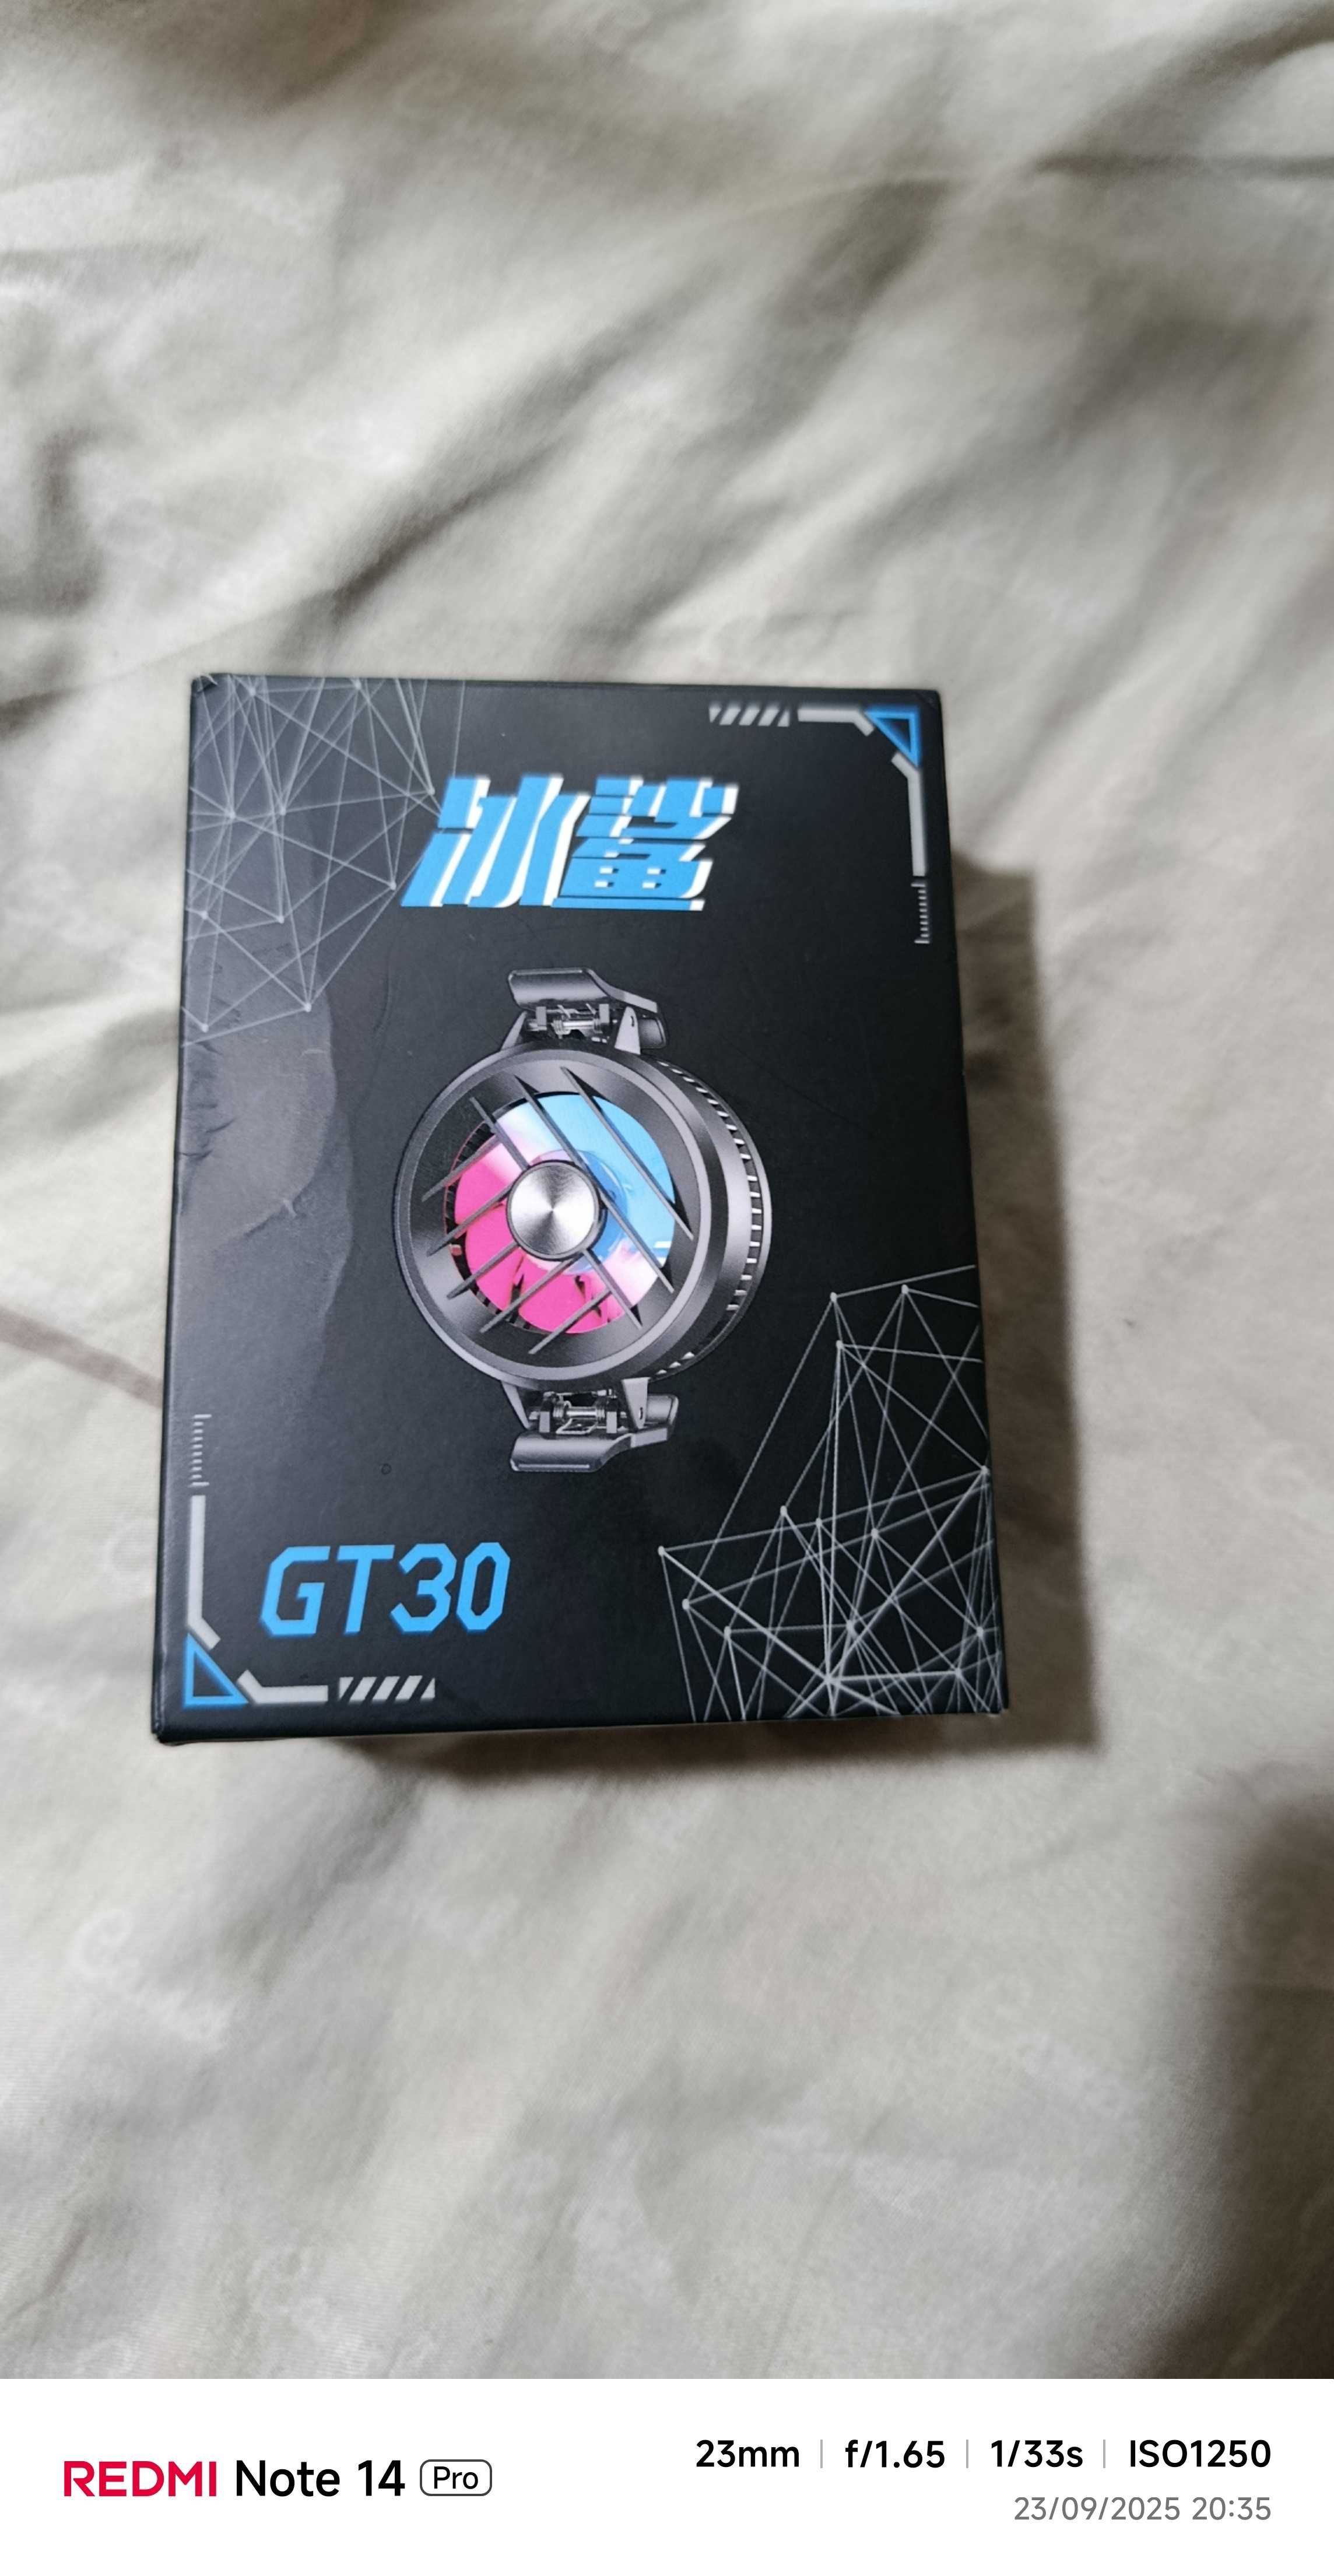 冰鲨
GT30
REDMI Note 14 Pro
23mm | f/1.65 | 1/33s | ISO1250
23/09/2025 20:35